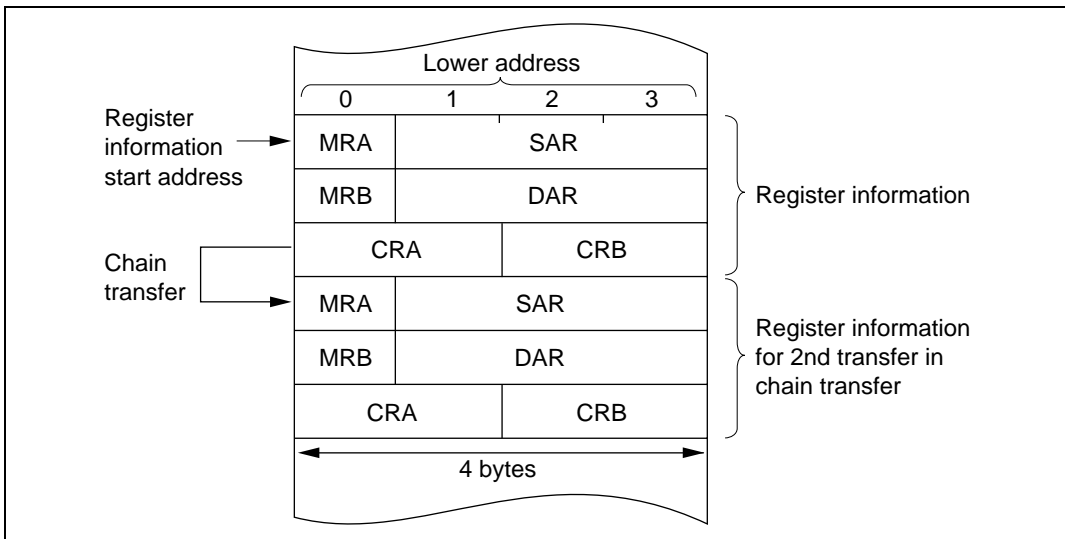 Lower address
0 1 2 3
Register
information
start address
MRA SAR
MRB DAR
Register information
CRA CRB
Chain
transfer
MRA SAR
MRB DAR
Register information
for 2nd transfer in
chain transfer
CRA CRB
4 bytes